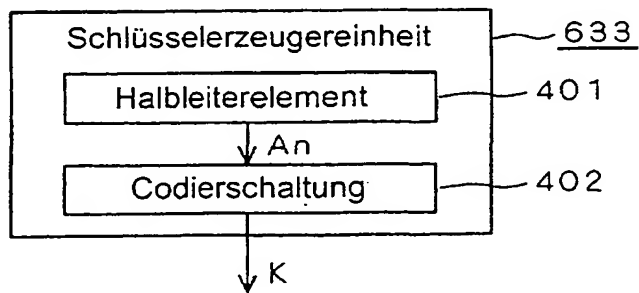 Schlüsselerzeugereinheit 633
Halbleiterelement 401
An
Codierschaltung 402
K